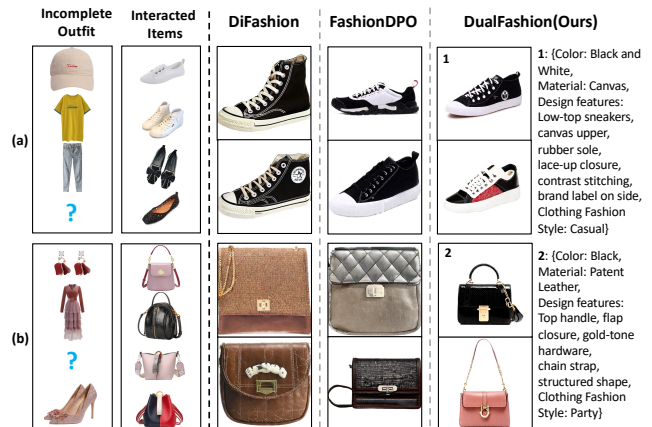 Incomplete Outfit
Interacted Items
DiFashion
FashionDPO
DualFashion(Ours)
(a)
?
1
1: {Color: Black and
White,
Material: Canvas,
Design features:
Low-top sneakers,
canvas upper,
rubber sole,
lace-up closure,
contrast stitching,
brand label on side,
Clothing Fashion
Style: Casual}
(b)
?
2
2: {Color: Black,
Material: Patent
Leather,
Design features:
Top handle, flap
closure, gold-tone
hardware,
chain strap,
structured shape,
Clothing Fashion
Style: Party}